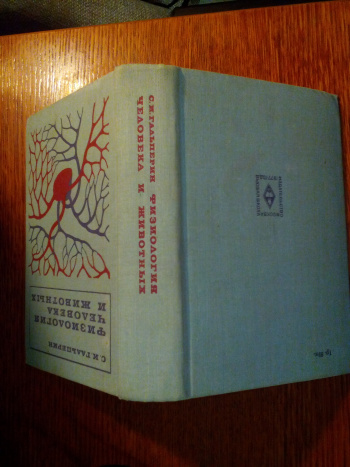 С. И. ГАЛЬПЕРИН ФИЗИОЛОГИЯ
ЧЕЛОВЕКА И ЖИВОТНЫХ
С. И. ГАЛЬПЕРИН
ФИЗИОЛОГИЯ
ЧЕЛОВЕКА
И ЖИВОТНЫХ